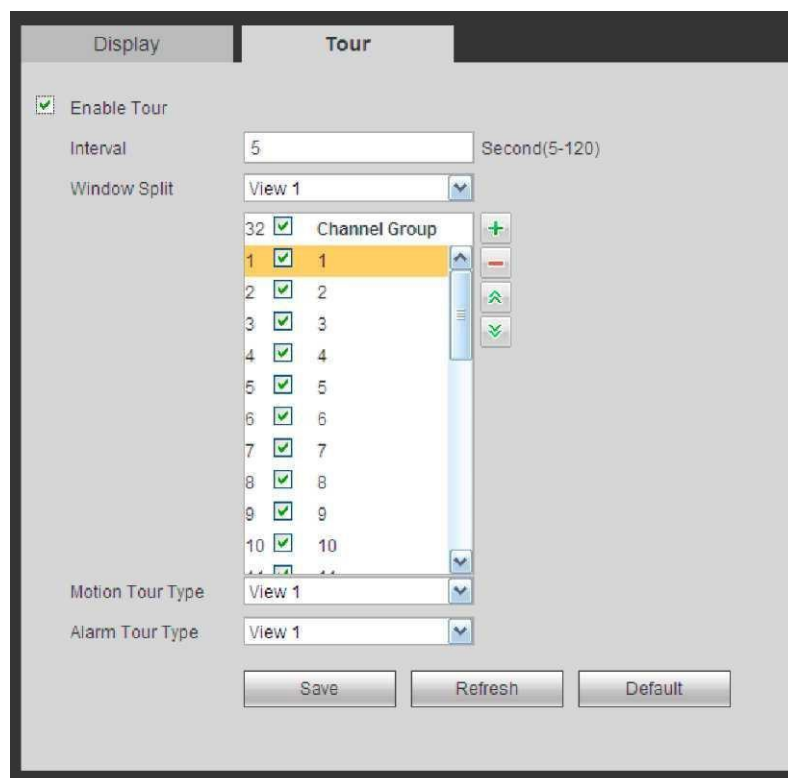 Display Tour
Enable Tour
Interval 5 Second(5-120)
Window Split View 1
32 Channel Group
1 1
2 2
3 3
4 4
5 5
6 6
7 7
8 8
9 9
10 10
Motion Tour Type View 1
Alarm Tour Type View 1
Save Refresh Default